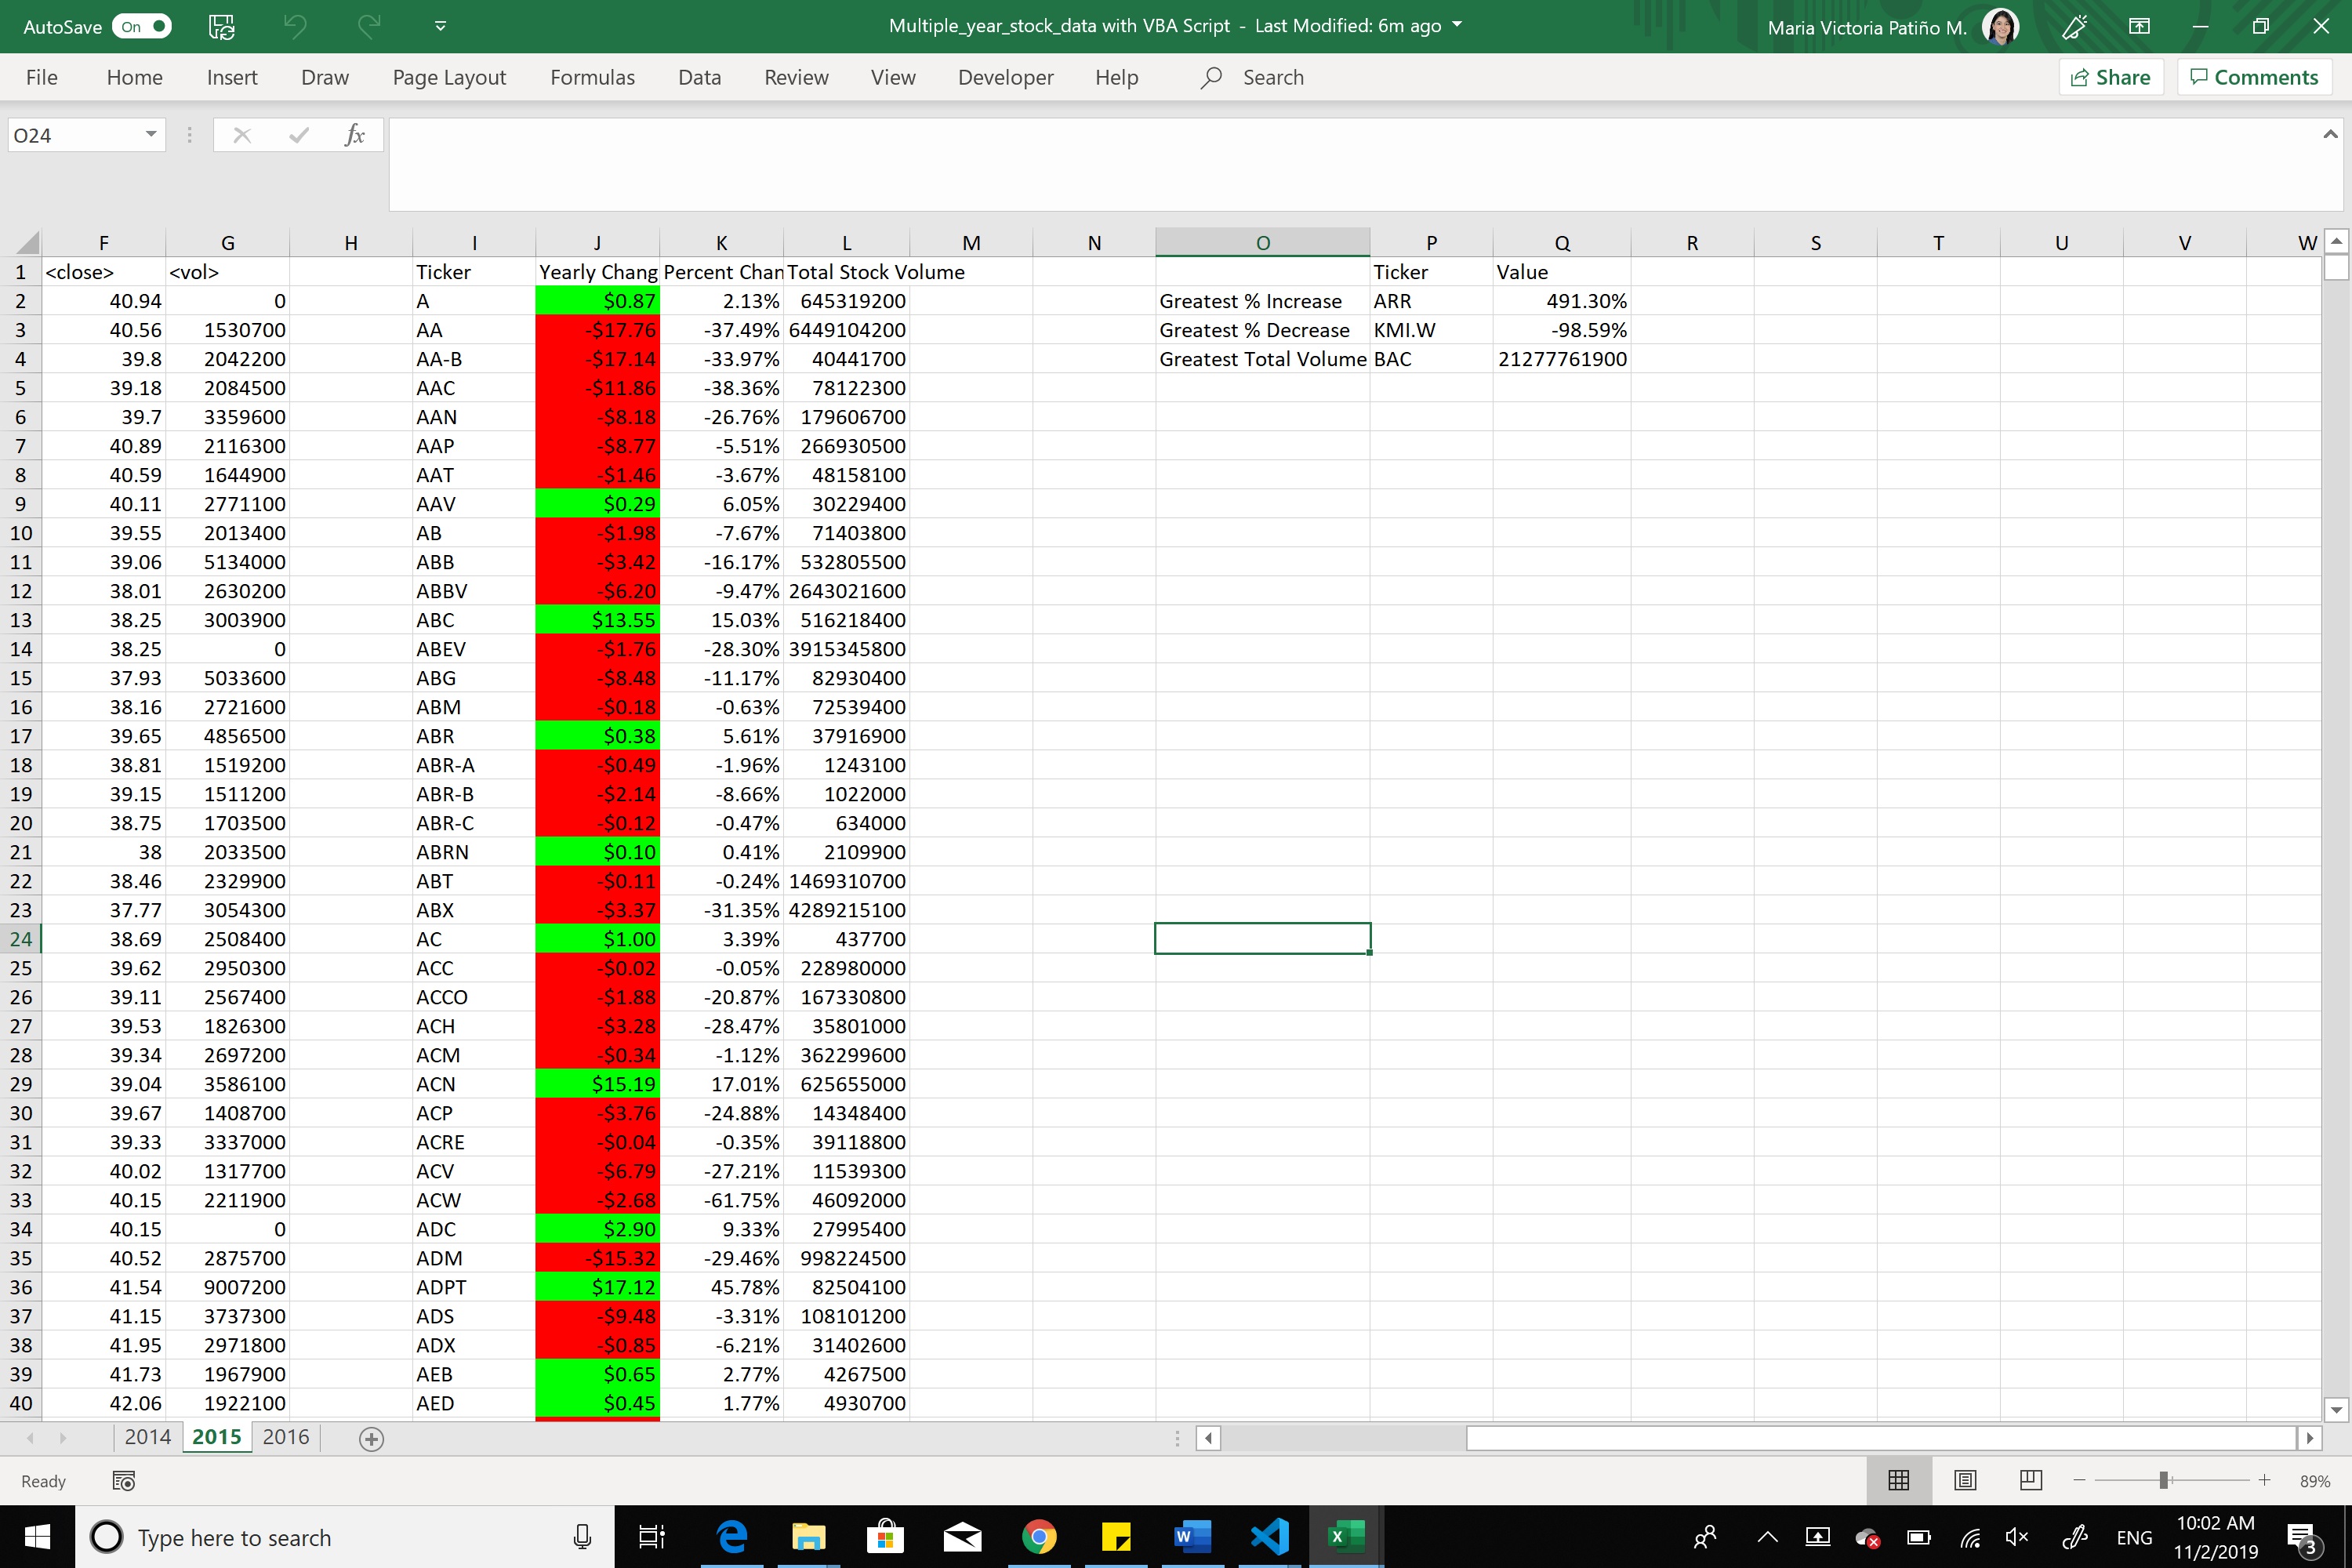 AutoSave On Multiple_year_stock_data with VBA Script - Last Modified: 6m ago Maria Victoria Patiño M.
File Home Insert Draw Page Layout Formulas Data Review View Developer Help Search Share Comments
O24 fx
F G H I J K L M N O P Q R S T U V W
1 <close> <vol> Ticker Yearly Chang Percent Chan Total Stock Volume Ticker Value
2 40.94 0 A $0.87 2.13% 645319200 Greatest % Increase ARR 491.30%
3 40.56 1530700 AA -$17.76 -37.49% 6449104200 Greatest % Decrease KMI.W -98.59%
4 39.8 2042200 AA-B -$17.14 -33.97% 40441700 Greatest Total Volume BAC 21277761900
5 39.18 2084500 AAC -$11.86 -38.36% 78122300
6 39.7 3359600 AAN -$8.18 -26.76% 179606700
7 40.89 2116300 AAP -$8.77 -5.51% 266930500
8 40.59 1644900 AAT -$1.46 -3.67% 48158100
9 40.11 2771100 AAV $0.29 6.05% 30229400
10 39.55 2013400 AB -$1.98 -7.67% 71403800
11 39.06 5134000 ABB -$3.42 -16.17% 532805500
12 38.01 2630200 ABBV -$6.20 -9.47% 2643021600
13 38.25 3003900 ABC $13.55 15.03% 516218400
14 38.25 0 ABEV -$1.76 -28.30% 3915345800
15 37.93 5033600 ABG -$8.48 -11.17% 82930400
16 38.16 2721600 ABM -$0.18 -0.63% 72539400
17 39.65 4856500 ABR $0.38 5.61% 37916900
18 38.81 1519200 ABR-A -$0.49 -1.96% 1243100
19 39.15 1511200 ABR-B -$2.14 -8.66% 1022000
20 38.75 1703500 ABR-C -$0.12 -0.47% 634000
21 38 2033500 ABRN $0.10 0.41% 2109900
22 38.46 2329900 ABT -$0.11 -0.24% 1469310700
23 37.77 3054300 ABX -$3.37 -31.35% 4289215100
24 38.69 2508400 AC $1.00 3.39% 437700
25 39.62 2950300 ACC -$0.02 -0.05% 228980000
26 39.11 2567400 ACCO -$1.88 -20.87% 167330800
27 39.53 1826300 ACH -$3.28 -28.47% 35801000
28 39.34 2697200 ACM -$0.34 -1.12% 362299600
29 39.04 3586100 ACN $15.19 17.01% 625655000
30 39.67 1408700 ACP -$3.76 -24.88% 14348400
31 39.33 3337000 ACRE -$0.04 -0.35% 39118800
32 40.02 1317700 ACV -$6.79 -27.21% 11539300
33 40.15 2211900 ACW -$2.68 -61.75% 46092000
34 40.15 0 ADC $2.90 9.33% 27995400
35 40.52 2875700 ADM -$15.32 -29.46% 998224500
36 41.54 9007200 ADPT $17.12 45.78% 82504100
37 41.15 3737300 ADS -$9.48 -3.31% 108101200
38 41.95 2971800 ADX -$0.85 -6.21% 31402600
39 41.73 1967900 AEB $0.65 2.77% 4267500
40 42.06 1922100 AED $0.45 1.77% 4930700
2014 2015 2016
Ready 89%
Type here to search ENG 10:02 AM
11/2/2019 3